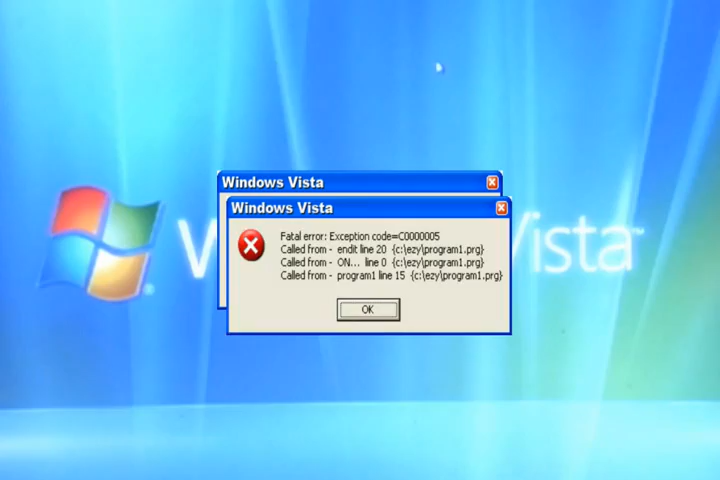 Windows Vista
Windows Vista
Fatal error: Exception code=C0000005
Called from - endit line 20 {c:\ezy\program1.prg}
Called from - ON... line 0 {c:\ezy\program1.prg}
Called from - program1 line 15 {c:\ezy\program1.prg}
OK
W Vista™